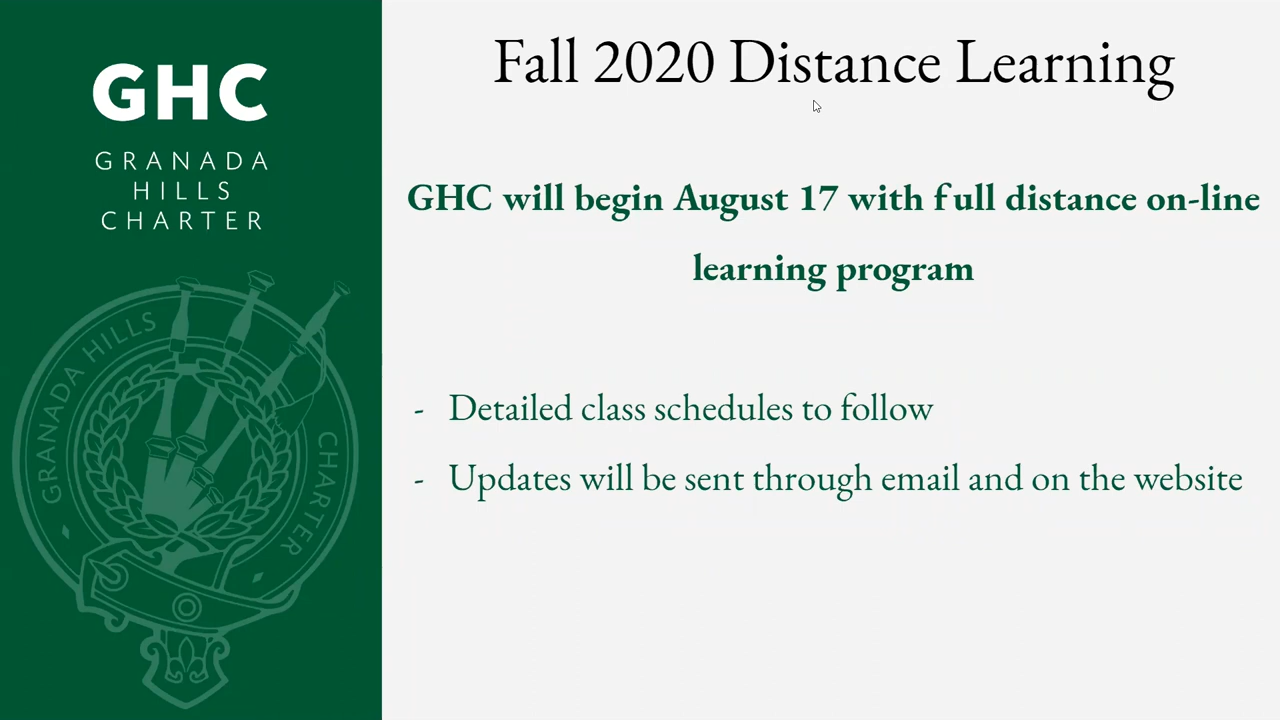 GHC
GRANADA
HILLS
CHARTER
GRANADA HILLS
CHARTER
Fall 2020 Distance Learning
GHC will begin August 17 with full distance on-line
learning program
- Detailed class schedules to follow
- Updates will be sent through email and on the website